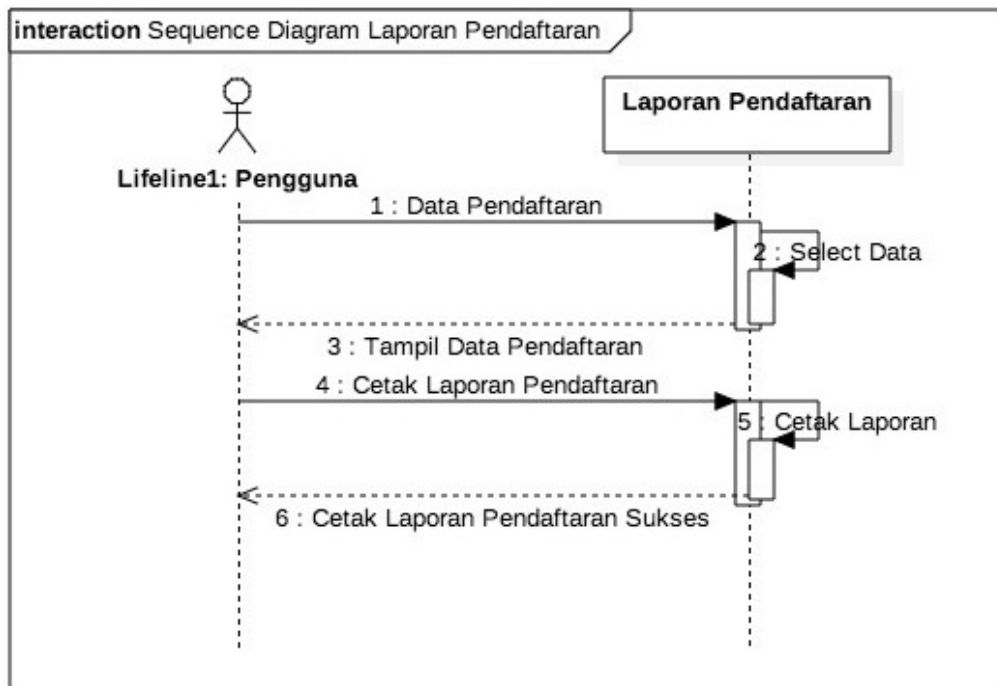 interaction Sequence Diagram Laporan Pendaftaran
Laporan Pendaftaran
Lifeline1: Pengguna
1 : Data Pendaftaran
2 : Select Data
3 : Tampil Data Pendaftaran
4 : Cetak Laporan Pendaftaran
5 : Cetak Laporan
6 : Cetak Laporan Pendaftaran Sukses